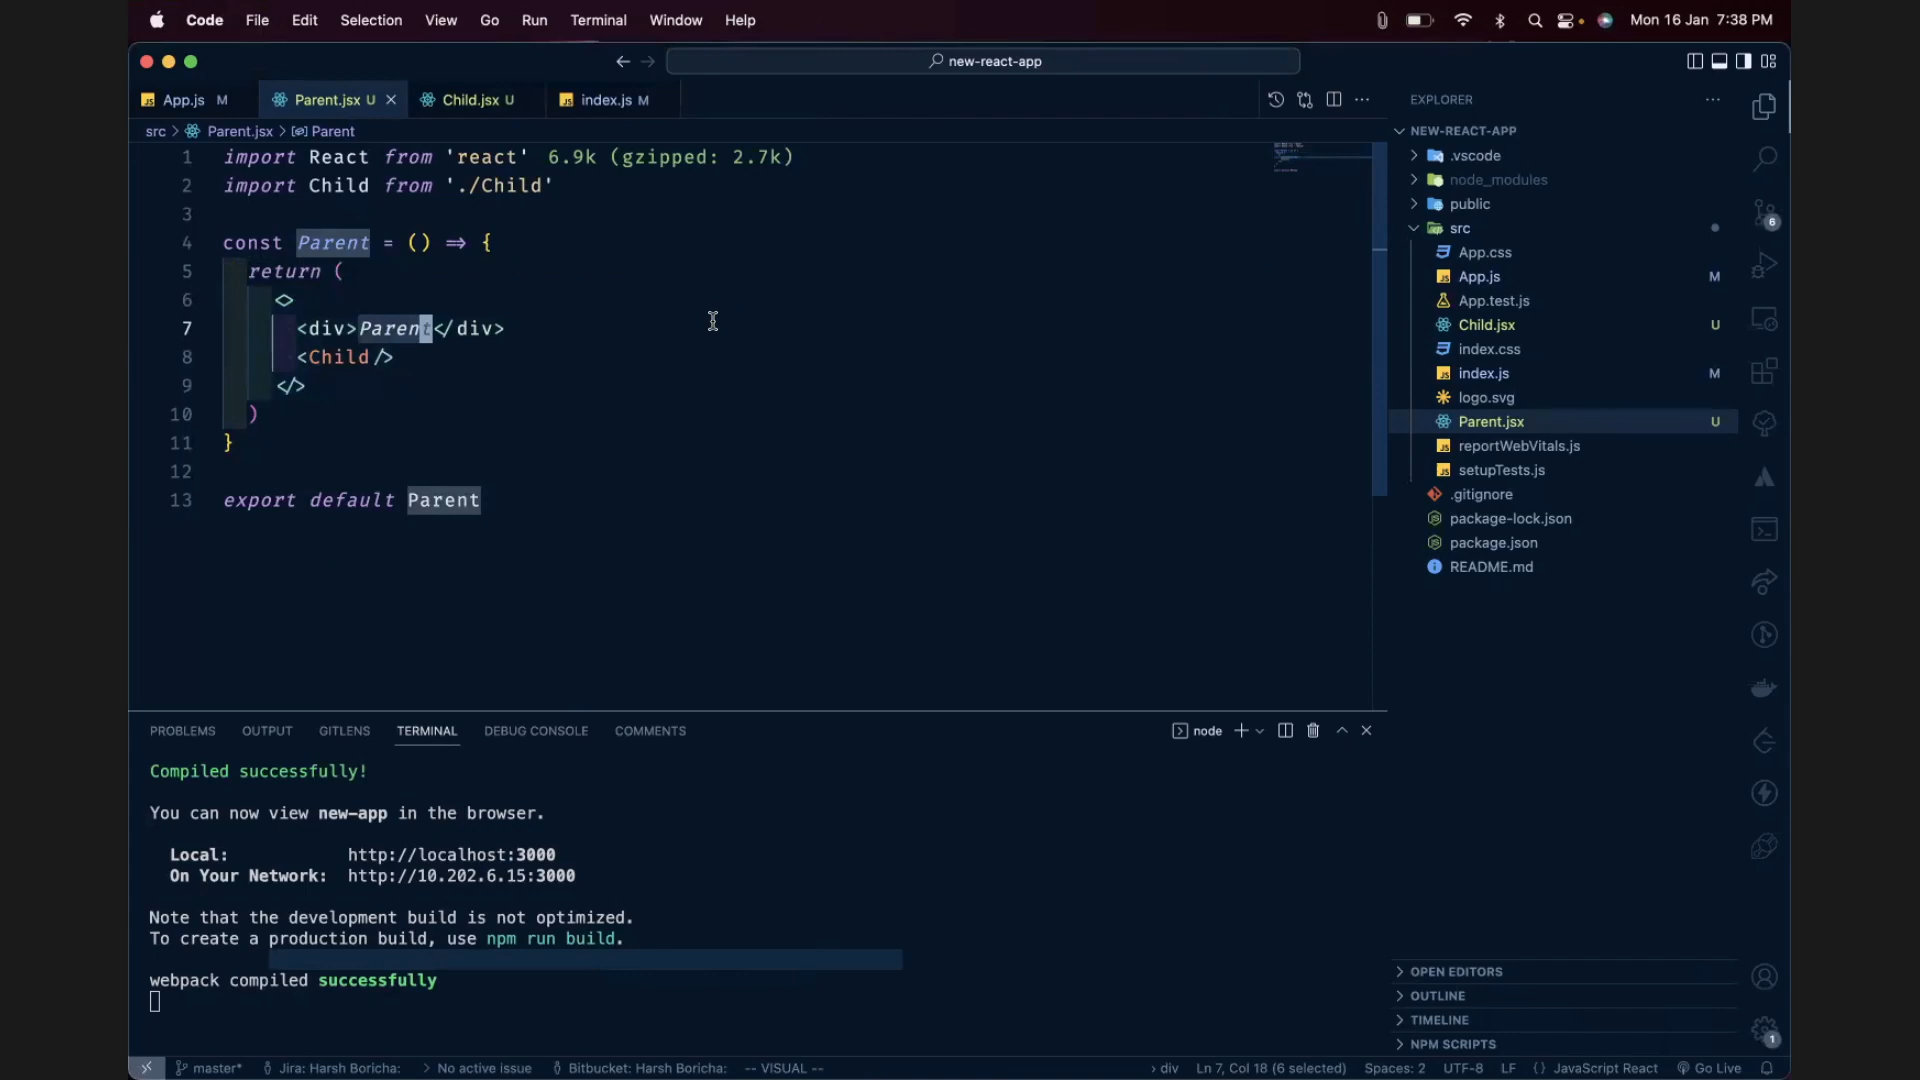 Code File Edit Selection View Go Run Terminal Window Help Mon 16 Jan 7:38 PM
new-react-app
App.js M Parent.jsx U Child.jsx U index.js M
src > Parent.jsx > Parent
1 import React from 'react' 6.9k (gzipped: 2.7k)
2 import Child from './Child'
3
4 const Parent = () => {
5 return (
6 <>
7 <div>Parent</div>
8 <Child />
9 </>
10 )
11 }
12
13 export default Parent
EXPLORER
NEW-REACT-APP
.vscode
node_modules
public
src
App.css
App.js M
App.test.js
Child.jsx U
index.css
index.js M
logo.svg
Parent.jsx U
reportWebVitals.js
setupTests.js
.gitignore
package-lock.json
package.json
README.md
6
PROBLEMS OUTPUT GITLENS TERMINAL DEBUG CONSOLE COMMENTS node
Compiled successfully!
You can now view new-app in the browser.
Local: http://localhost:3000
On Your Network: http://10.202.6.15:3000
Note that the development build is not optimized.
To create a production build, use npm run build.
webpack compiled successfully
OPEN EDITORS
OUTLINE
TIMELINE
NPM SCRIPTS
1
master* Jira: Harsh Boricha: > No active issue Bitbucket: Harsh Boricha: -- VISUAL -- > div Ln 7, Col 18 (6 selected) Spaces: 2 UTF-8 LF {} JavaScript React Go Live